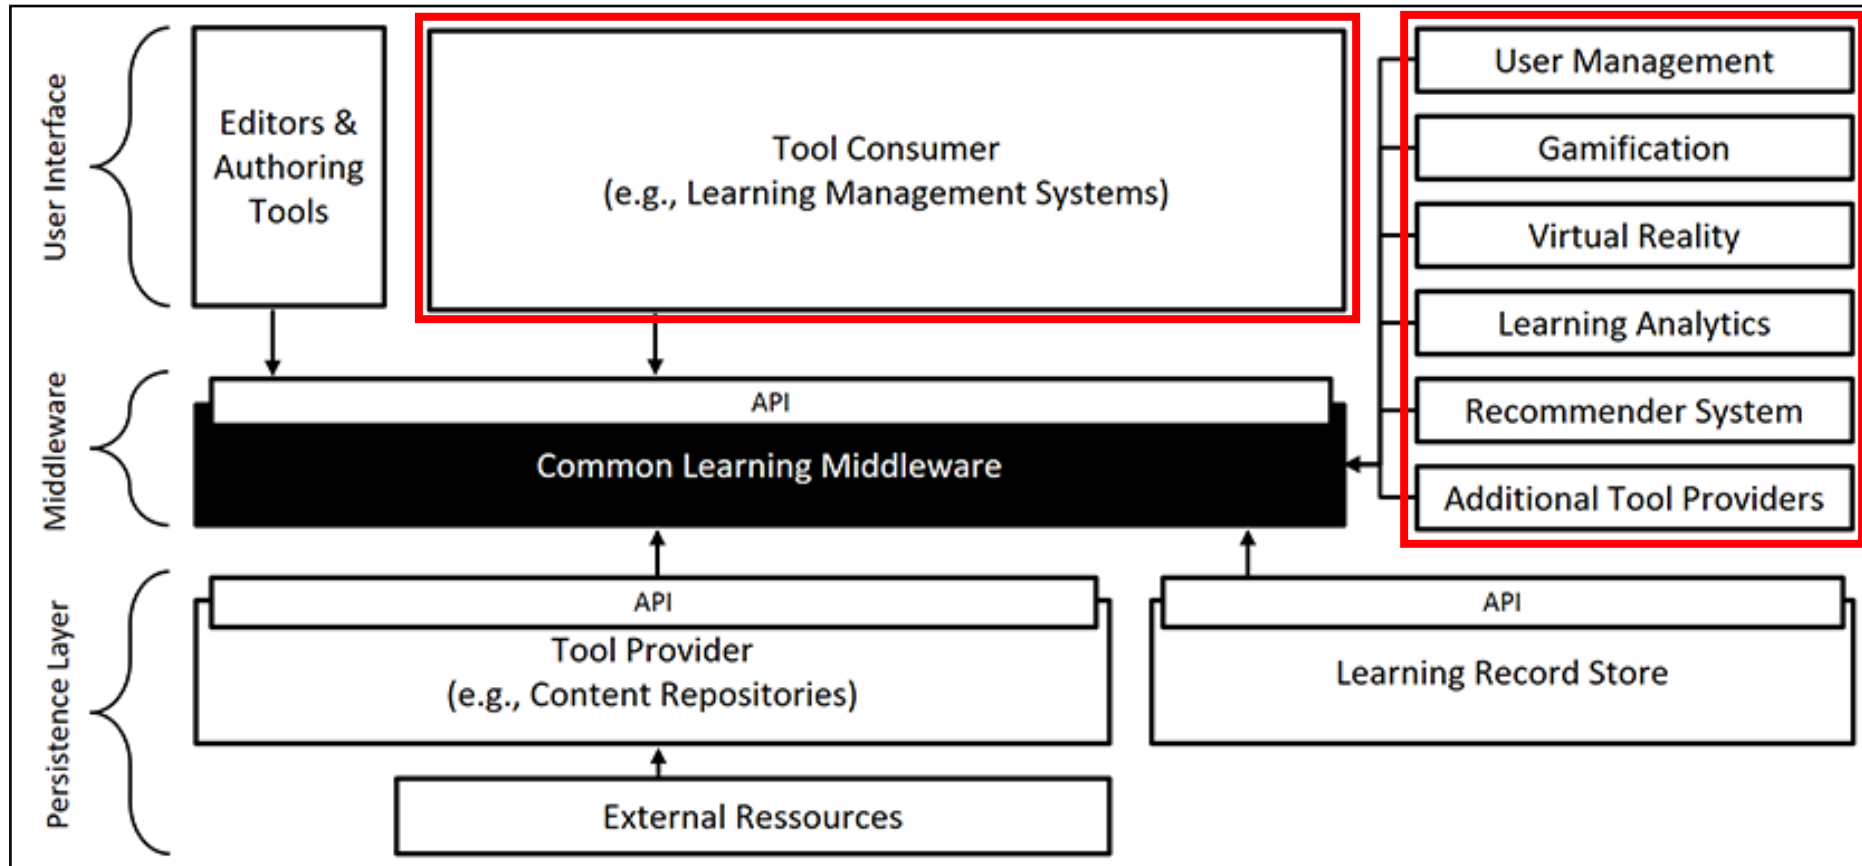 User Interface
Editors &
Authoring
Tools
Tool Consumer
(e.g., Learning Management Systems)
User Management
Gamification
Virtual Reality
Learning Analytics
Recommender System
Additional Tool Providers
Middleware
API
Common Learning Middleware
Persistence Layer
API
Tool Provider
(e.g., Content Repositories)
API
Learning Record Store
External Ressources